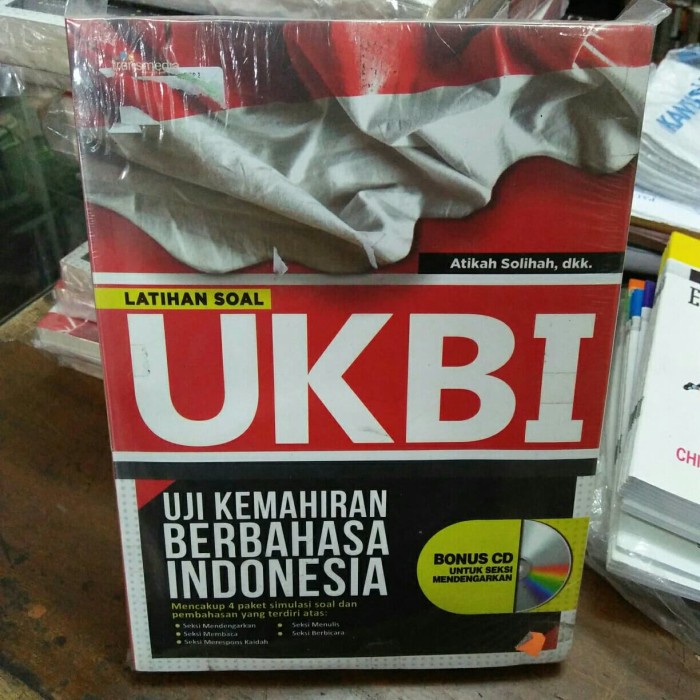 transmedia
Atikah Solihah, dkk.
LATIHAN SOAL
UKBI
UJI KEMAHIRAN
BERBAHASA
INDONESIA
BONUS CD
UNTUK SEKSI
MENDENGARKAN
Mencakup 4 paket simulasi soal dan
pembahasan yang terdiri atas:
• Seksi Mendengarkan
• Seksi Membaca
• Seksi Merespons Kaidah
• Seksi Menulis
• Seksi Berbicara